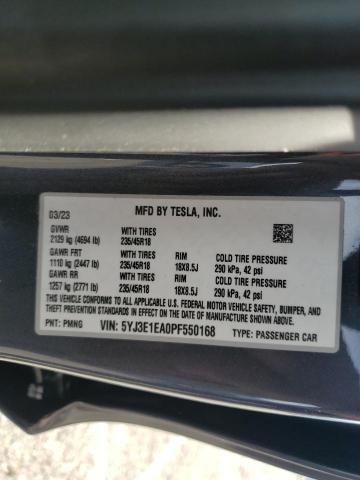 MFD BY TESLA, INC.
03/23
GVWR WITH TIRES
2129 kg (4694 lb) 235/45R18
GAWR FRT WITH TIRES RIM COLD TIRE PRESSURE
1110 kg (2447 lb) 235/45R18 18X8.5J 290 kPa, 42 psi
GAWR RR WITH TIRES RIM COLD TIRE PRESSURE
1257 kg (2771 lb) 235/45R18 18X8.5J 290 kPa, 42 psi
THIS VEHICLE CONFORMS TO ALL APPLICABLE U.S. FEDERAL MOTOR VEHICLE SAFETY, BUMPER, AND
THEFT PREVENTION STANDARDS IN EFFECT ON THE DATE OF MANUFACTURE SHOWN ABOVE.
PNT: PMNG VIN: 5YJ3E1EA0PF550168 TYPE: PASSENGER CAR